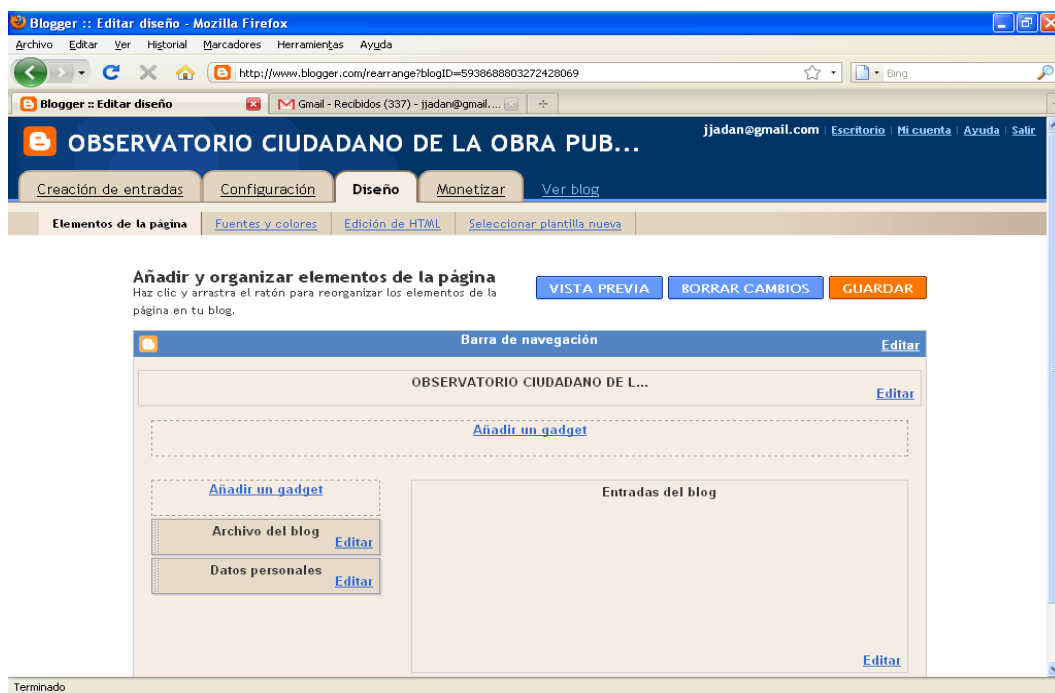 Blogger :: Editar diseño - Mozilla Firefox
Archivo Editar Ver Historial Marcadores Herramientas Ayuda
http://www.blogger.com/rearrange?blogID=5938688803272428069 Bing
Blogger :: Editar diseño Gmail - Recibidos (337) - jjadan@gmail....
jjadan@gmail.com | Escritorio | Mi cuenta | Ayuda | Salir
OBSERVATORIO CIUDADANO DE LA OBRA PUB...
Creación de entradas Configuración Diseño Monetizar Ver blog
Elementos de la página Fuentes y colores Edición de HTML Seleccionar plantilla nueva
Añadir y organizar elementos de la página
Haz clic y arrastra el ratón para reorganizar los elementos de la
página en tu blog.
VISTA PREVIA BORRAR CAMBIOS GUARDAR
Barra de navegación
Editar
OBSERVATORIO CIUDADANO DE L...
Editar
Añadir un gadget
Añadir un gadget
Archivo del blog
Editar
Datos personales
Editar
Entradas del blog
Editar
Terminado